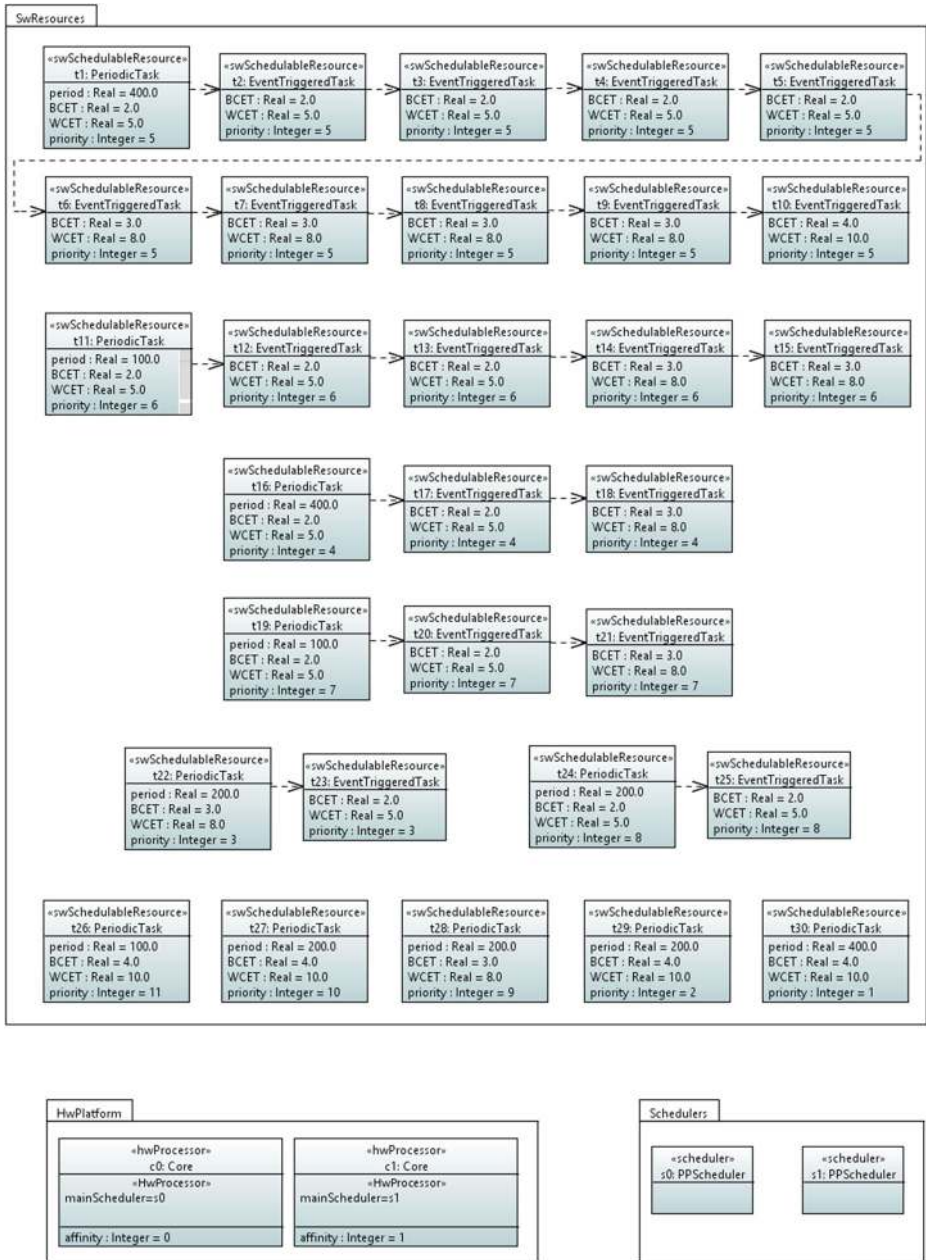 SwResources
«swSchedulableResource»
t1: PeriodicTask
period : Real = 400.0
BCET : Real = 2.0
WCET : Real = 5.0
priority : Integer = 5
«swSchedulableResource»
t2: EventTriggeredTask
BCET : Real = 2.0
WCET : Real = 5.0
priority : Integer = 5
«swSchedulableResource»
t3: EventTriggeredTask
BCET : Real = 2.0
WCET : Real = 5.0
priority : Integer = 5
«swSchedulableResource»
t4: EventTriggeredTask
BCET : Real = 2.0
WCET : Real = 5.0
priority : Integer = 5
«swSchedulableResource»
t5: EventTriggeredTask
BCET : Real = 2.0
WCET : Real = 5.0
priority : Integer = 5
«swSchedulableResource»
t6: EventTriggeredTask
BCET : Real = 3.0
WCET : Real = 8.0
priority : Integer = 5
«swSchedulableResource»
t7: EventTriggeredTask
BCET : Real = 3.0
WCET : Real = 8.0
priority : Integer = 5
«swSchedulableResource»
t8: EventTriggeredTask
BCET : Real = 3.0
WCET : Real = 8.0
priority : Integer = 5
«swSchedulableResource»
t9: EventTriggeredTask
BCET : Real = 3.0
WCET : Real = 8.0
priority : Integer = 5
«swSchedulableResource»
t10: EventTriggeredTask
BCET : Real = 4.0
WCET : Real = 10.0
priority : Integer = 5
«swSchedulableResource»
t11: PeriodicTask
period : Real = 100.0
BCET : Real = 2.0
WCET : Real = 5.0
priority : Integer = 6
«swSchedulableResource»
t12: EventTriggeredTask
BCET : Real = 2.0
WCET : Real = 5.0
priority : Integer = 6
«swSchedulableResource»
t13: EventTriggeredTask
BCET : Real = 2.0
WCET : Real = 5.0
priority : Integer = 6
«swSchedulableResource»
t14: EventTriggeredTask
BCET : Real = 3.0
WCET : Real = 8.0
priority : Integer = 6
«swSchedulableResource»
t15: EventTriggeredTask
BCET : Real = 3.0
WCET : Real = 8.0
priority : Integer = 6
«swSchedulableResource»
t16: PeriodicTask
period : Real = 400.0
BCET : Real = 2.0
WCET : Real = 5.0
priority : Integer = 4
«swSchedulableResource»
t17: EventTriggeredTask
BCET : Real = 2.0
WCET : Real = 5.0
priority : Integer = 4
«swSchedulableResource»
t18: EventTriggeredTask
BCET : Real = 3.0
WCET : Real = 8.0
priority : Integer = 4
«swSchedulableResource»
t19: PeriodicTask
period : Real = 100.0
BCET : Real = 2.0
WCET : Real = 5.0
priority : Integer = 7
«swSchedulableResource»
t20: EventTriggeredTask
BCET : Real = 2.0
WCET : Real = 5.0
priority : Integer = 7
«swSchedulableResource»
t21: EventTriggeredTask
BCET : Real = 3.0
WCET : Real = 8.0
priority : Integer = 7
«swSchedulableResource»
t22: PeriodicTask
period : Real = 200.0
BCET : Real = 3.0
WCET : Real = 8.0
priority : Integer = 3
«swSchedulableResource»
t23: EventTriggeredTask
BCET : Real = 2.0
WCET : Real = 5.0
priority : Integer = 3
«swSchedulableResource»
t24: PeriodicTask
period : Real = 200.0
BCET : Real = 2.0
WCET : Real = 5.0
priority : Integer = 8
«swSchedulableResource»
t25: EventTriggeredTask
BCET : Real = 2.0
WCET : Real = 5.0
priority : Integer = 8
«swSchedulableResource»
t26: PeriodicTask
period : Real = 100.0
BCET : Real = 4.0
WCET : Real = 10.0
priority : Integer = 11
«swSchedulableResource»
t27: PeriodicTask
period : Real = 200.0
BCET : Real = 4.0
WCET : Real = 10.0
priority : Integer = 10
«swSchedulableResource»
t28: PeriodicTask
period : Real = 200.0
BCET : Real = 3.0
WCET : Real = 8.0
priority : Integer = 9
«swSchedulableResource»
t29: PeriodicTask
period : Real = 200.0
BCET : Real = 4.0
WCET : Real = 10.0
priority : Integer = 2
«swSchedulableResource»
t30: PeriodicTask
period : Real = 400.0
BCET : Real = 4.0
WCET : Real = 10.0
priority : Integer = 1
HwPlatform
«hwProcessor»
c0: Core
«HwProcessor»
mainScheduler=s0
affinity : Integer = 0
«hwProcessor»
c1: Core
«HwProcessor»
mainScheduler=s1
affinity : Integer = 1
Schedulers
«scheduler»
s0: PPScheduler
«scheduler»
s1: PPScheduler